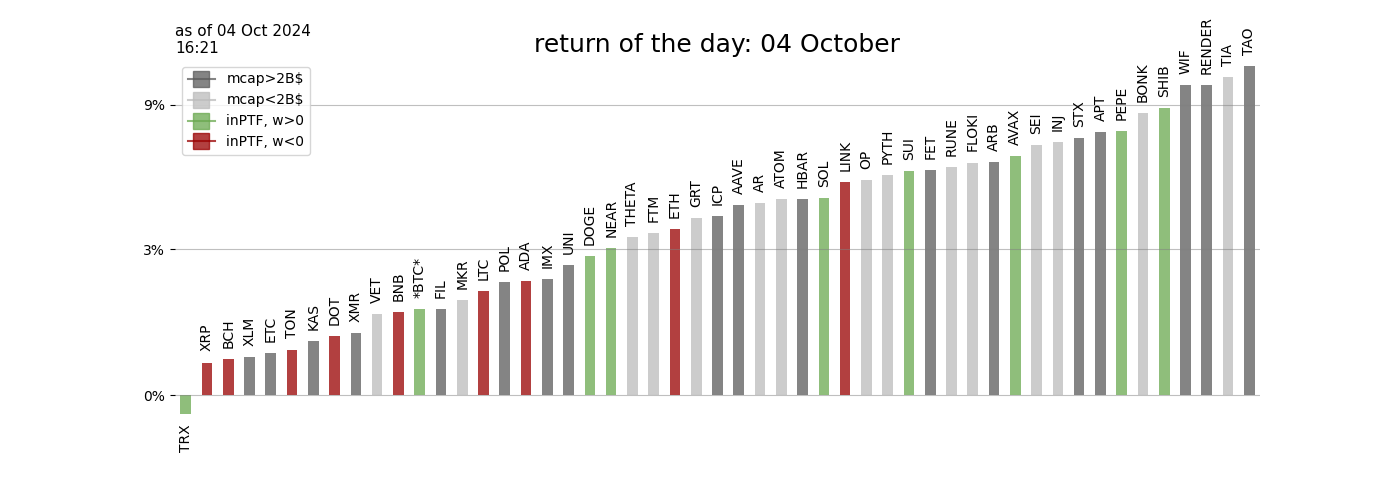 as of 04 Oct 2024
16:21
return of the day: 04 October
mcap>2B$
mcap<2B$
inPTF, w>0
inPTF, w<0
9%
3%
0%
TRX
XRP
BCH
XLM
ETC
TON
KAS
DOT
XMR
VET
BNB
*BTC*
FIL
MKR
LTC
POL
ADA
IMX
UNI
DOGE
NEAR
THETA
FTM
ETH
GRT
ICP
AAVE
AR
ATOM
HBAR
SOL
LINK
OP
PYTH
SUI
FET
RUNE
FLOKI
ARB
AVAX
SEI
INJ
STX
APT
PEPE
BONK
SHIB
WIF
RENDER
TIA
TAO